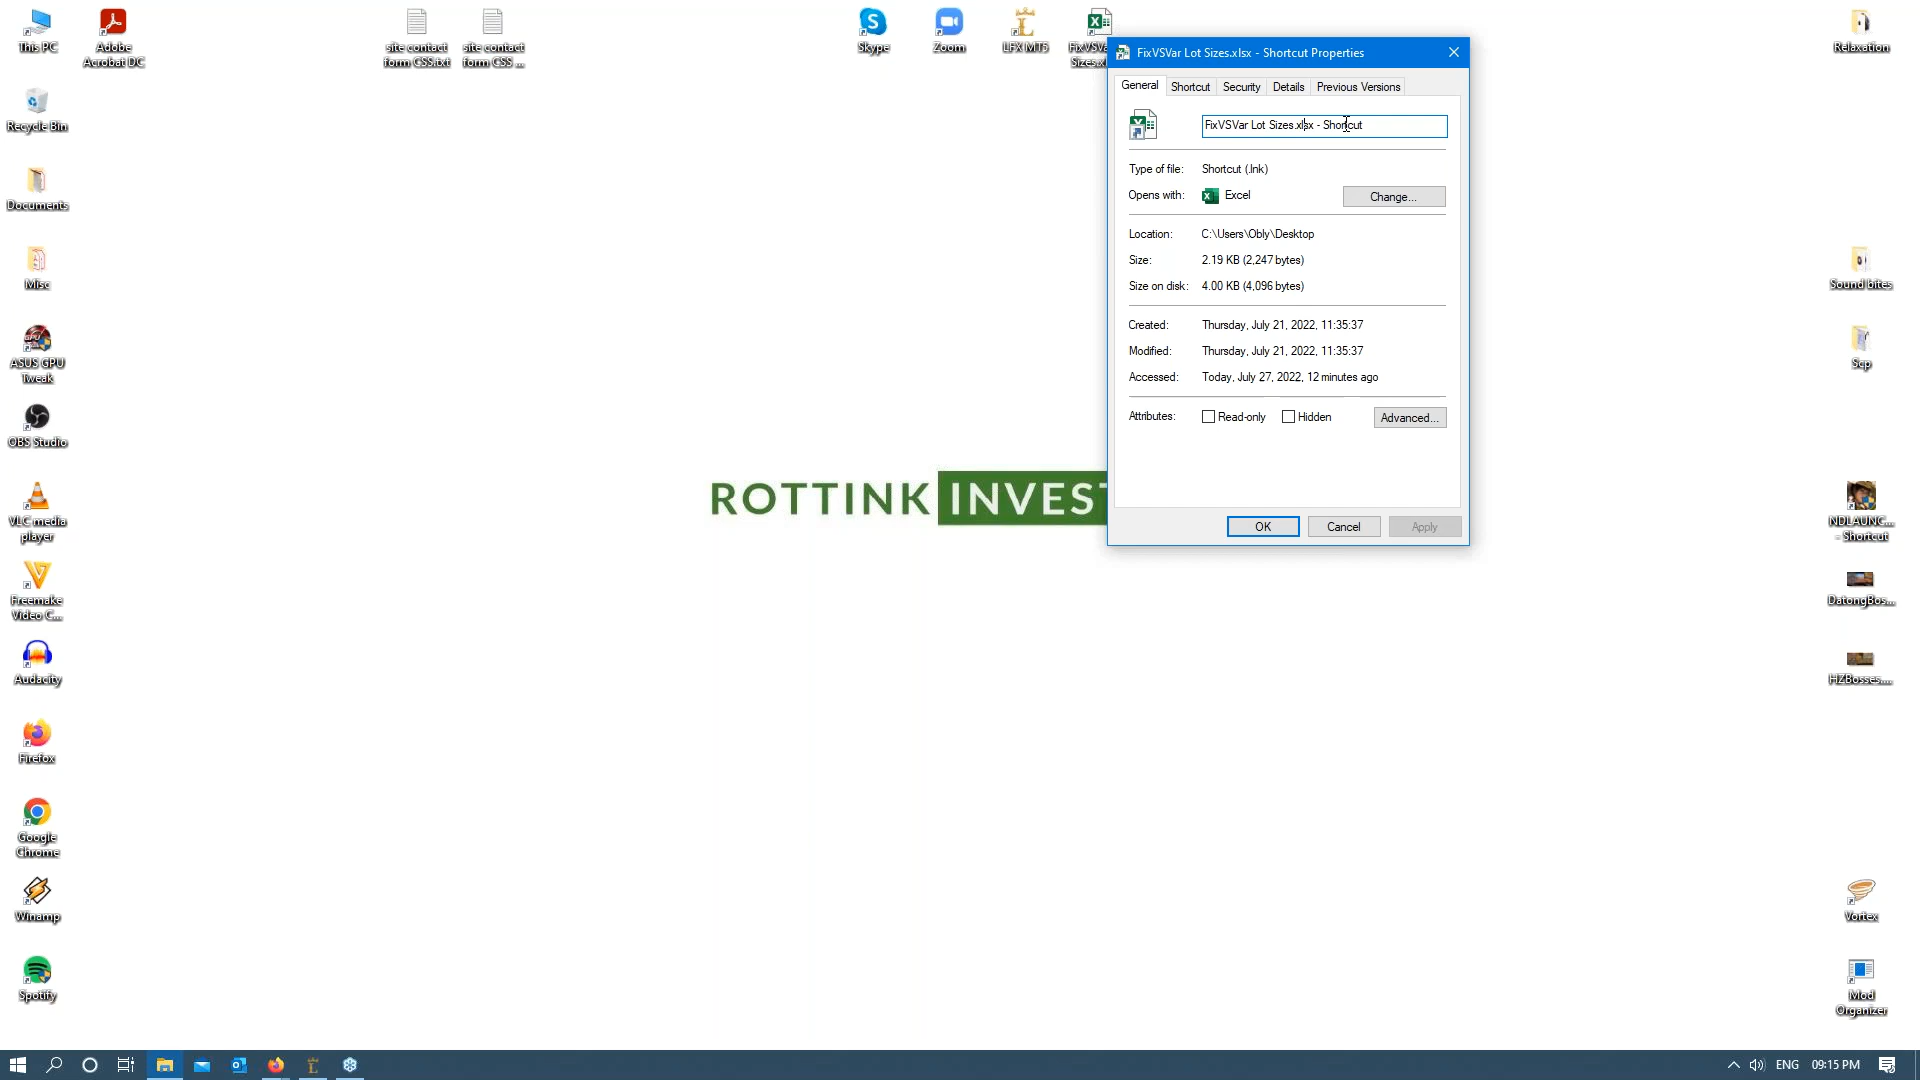 This PC
Adobe
Acrobat DC
site contact
form CSS.txt
site contact
form CSS ...
Skype
Zoom
LFX MT5
FixVSVa
Sizes.x
Relaxation
FixVSVar Lot Sizes.xlsx - Shortcut Properties
General
Shortcut
Security
Details
Previous Versions
FixVSVar Lot Sizes.xlsx - Shortcut
Type of file:
Shortcut (.lnk)
Opens with:
Excel
Change...
Location:
C:\Users\Obly\Desktop
Size:
2.19 KB (2,247 bytes)
Size on disk:
4.00 KB (4,096 bytes)
Created:
Thursday, July 21, 2022, 11:35:37
Modified:
Thursday, July 21, 2022, 11:35:37
Accessed:
Today, July 27, 2022, 12 minutes ago
Attributes:
Read-only
Hidden
Advanced...
OK
Cancel
Apply
Recycle Bin
Documents
Misc
ASUS GPU
Tweak
OBS Studio
VLC media
player
Freemake
Video C...
Audacity
Firefox
Google
Chrome
Winamp
Spotify
ROTTINK INVEST
Sound bites
Scp
NDLAUNC...
- Shortcut
DatongBos...
HZBosses....
Vortex
Mod
Organizer
ENG
09:15 PM